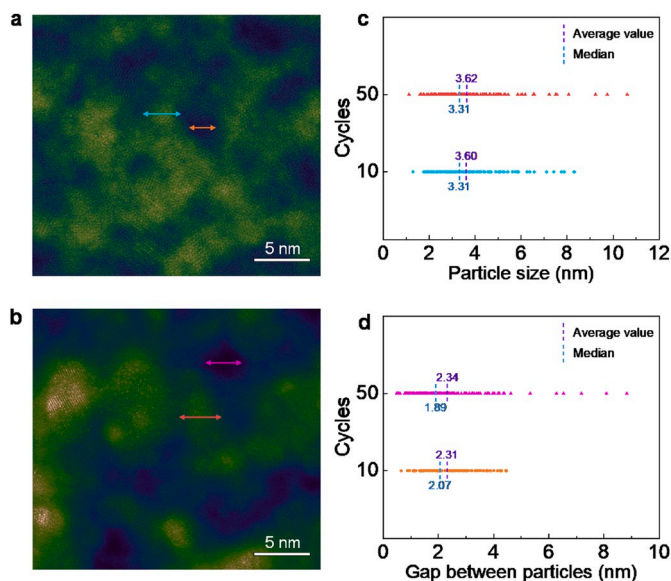 a
5 nm
b
5 nm
c
Average value
Median
3.62
50
3.31
Cycles
3.60
10
3.31
0 2 4 6 8 10 12
Particle size (nm)
d
Average value
Median
2.34
50
1.89
Cycles
2.31
10
2.07
0 2 4 6 8 10
Gap between particles (nm)